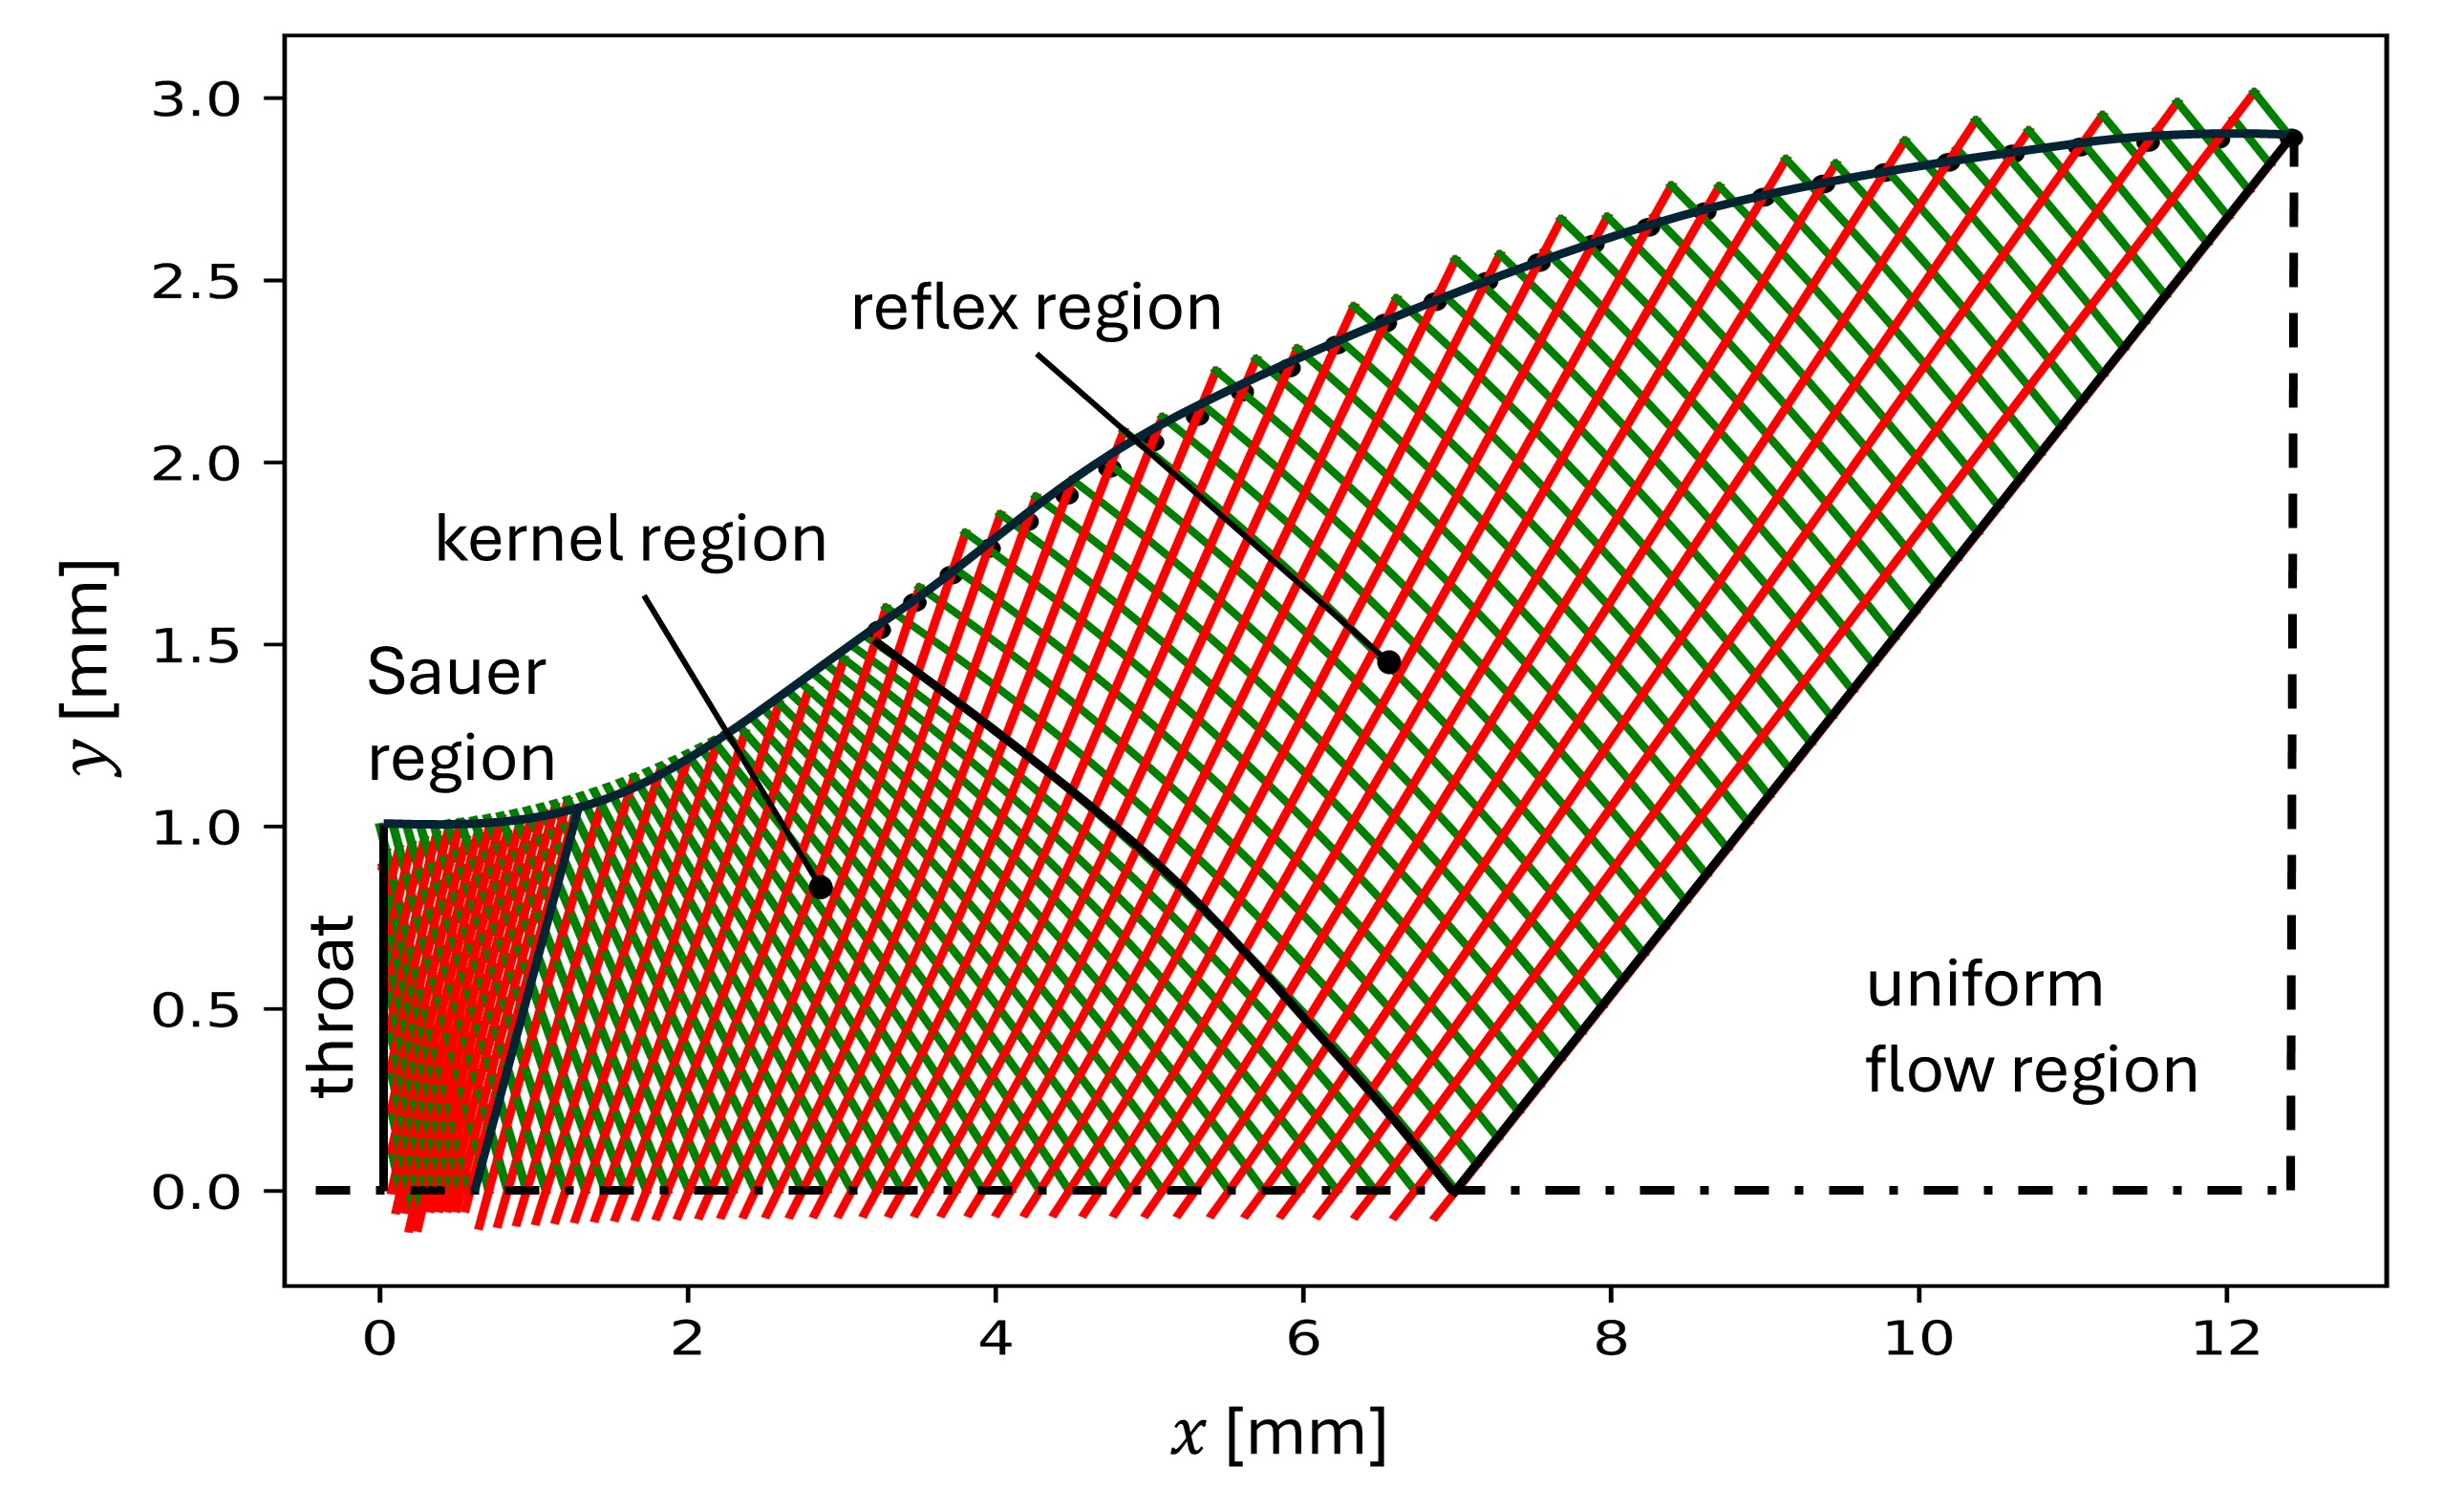 3.0
2.5
2.0
1.5
1.0
0.5
0.0
y [mm]
reflex region
kernel region
Sauer
region
throat
uniform
flow region
0 2 4 6 8 10 12
x [mm]